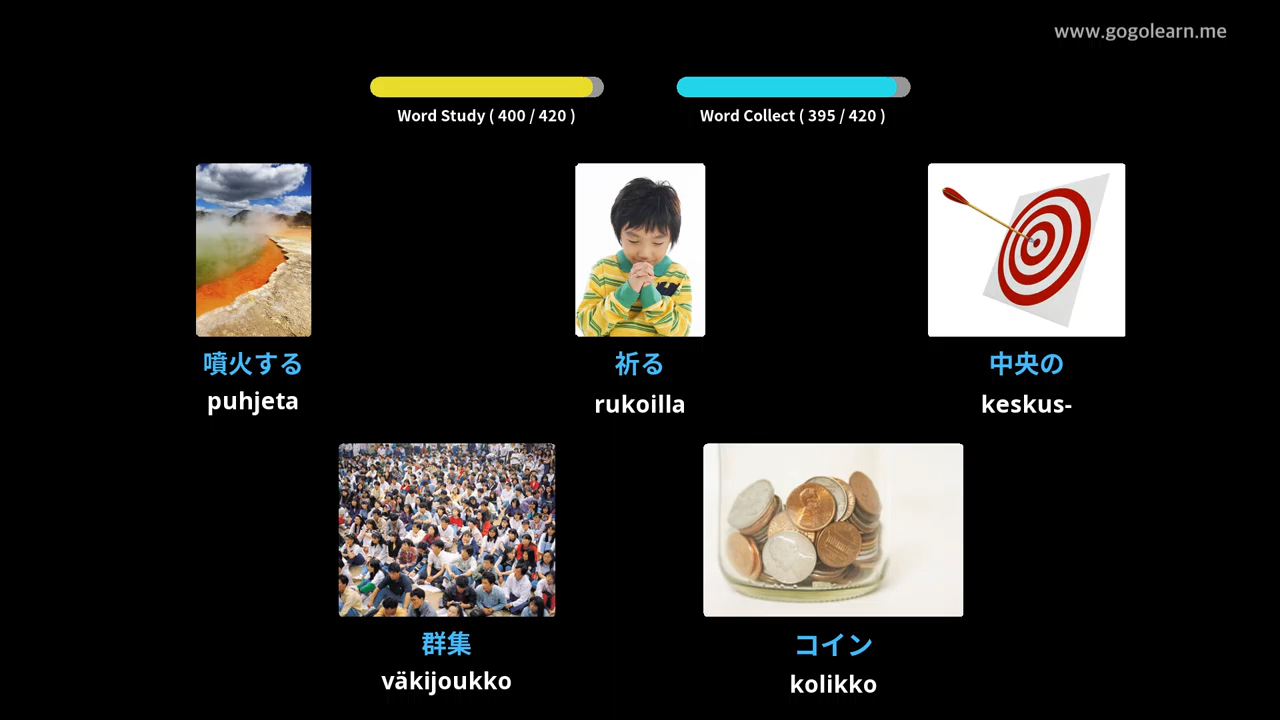 www.gogolearn.me
Word Study ( 400 / 420 )
Word Collect ( 395 / 420 )
噴火する
puhjeta
祈る
rukoilla
中央の
keskus-
群集
väkijoukko
コイン
kolikko